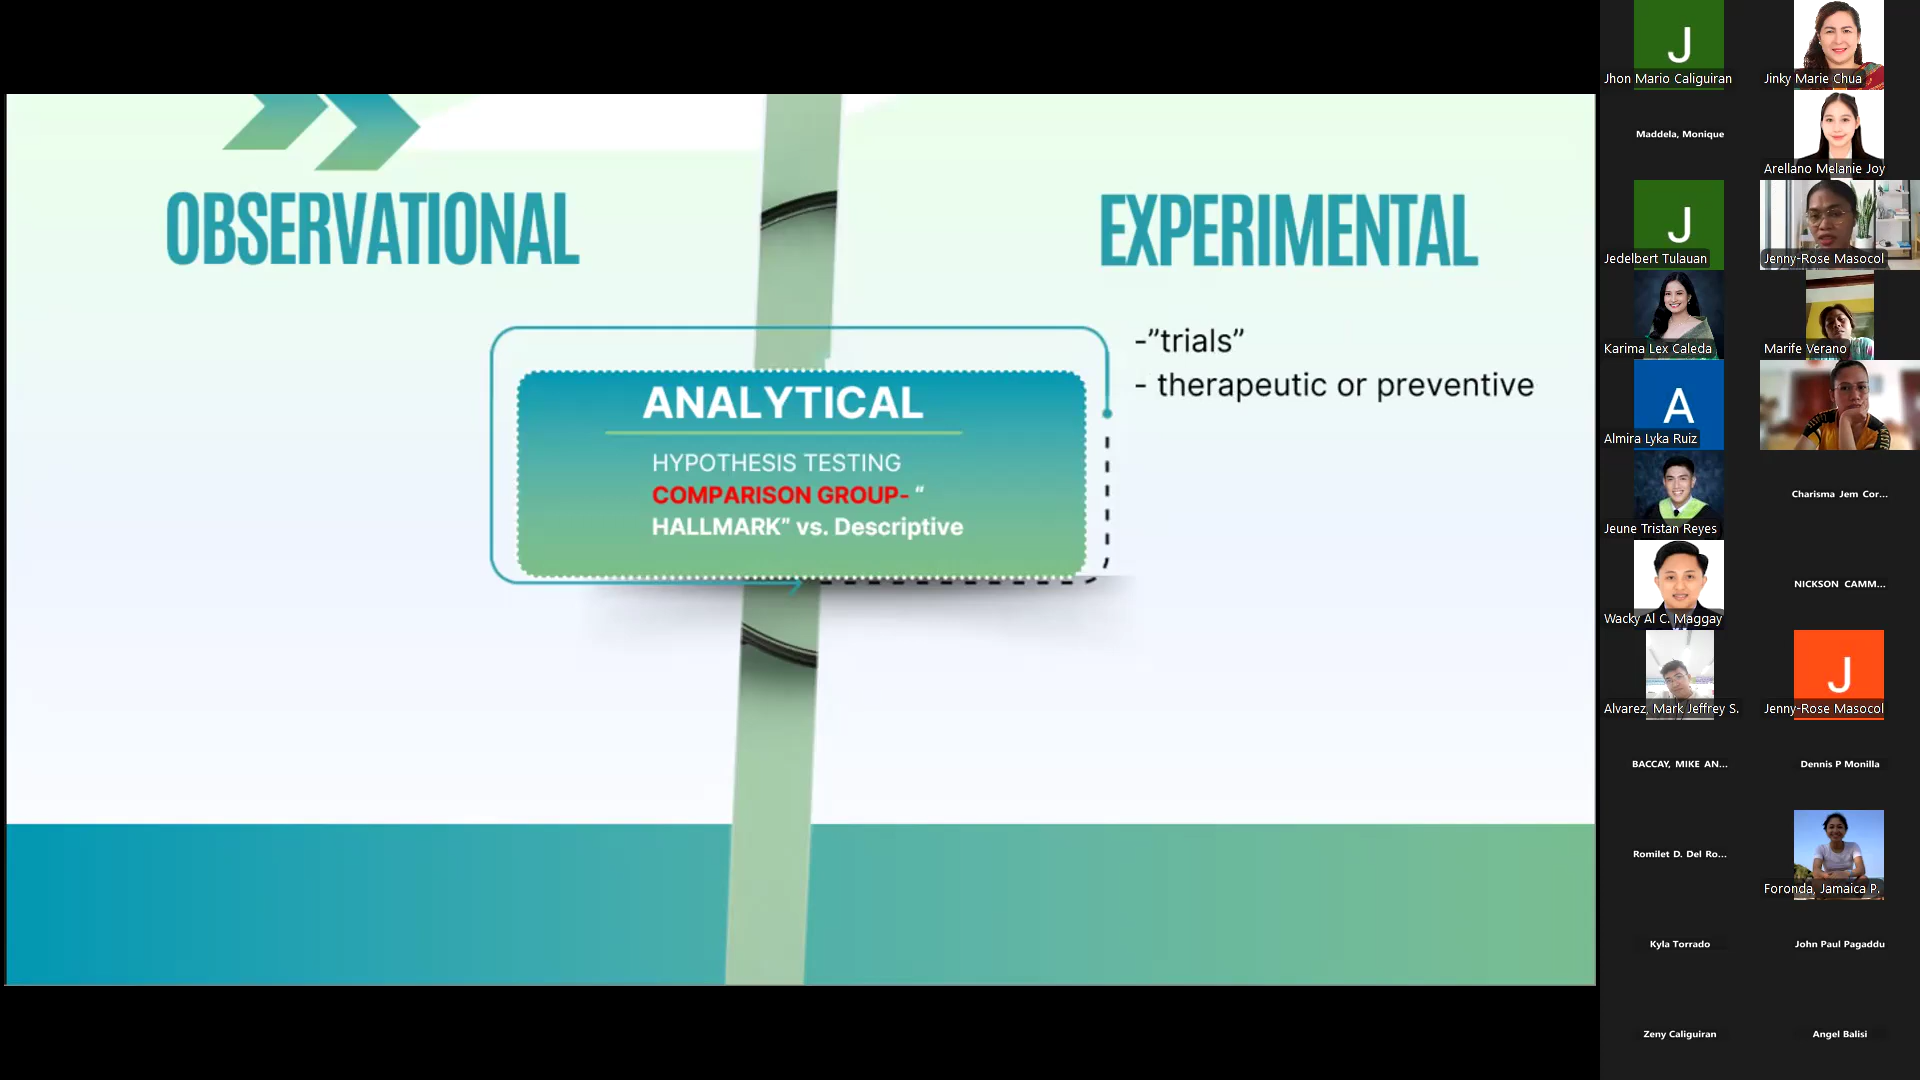 OBSERVATIONAL
EXPERIMENTAL
-”trials”
- therapeutic or preventive
ANALYTICAL
HYPOTHESIS TESTING
COMPARISON GROUP- “
HALLMARK” vs. Descriptive
J
Jhon Mario Caliguiran
Jinky Marie Chua
Maddela, Monique
Arellano Melanie Joy
J
Jedelbert Tulauan
Jenny-Rose Masocol
Karima Lex Caleda
Marife Verano
A
Almira Lyka Ruiz
Jeune Tristan Reyes
Charisma Jem Cor...
Wacky Al C. Maggay
NICKSON CAMM...
Alvarez, Mark Jeffrey S.
J
Jenny-Rose Masocol
BACCAY, MIKE AN...
Dennis P Monilla
Romilet D. Del Ro...
Foronda, Jamaica P.
Kyla Torrado
John Paul Pagaddu
Zeny Caliguiran
Angel Balisi